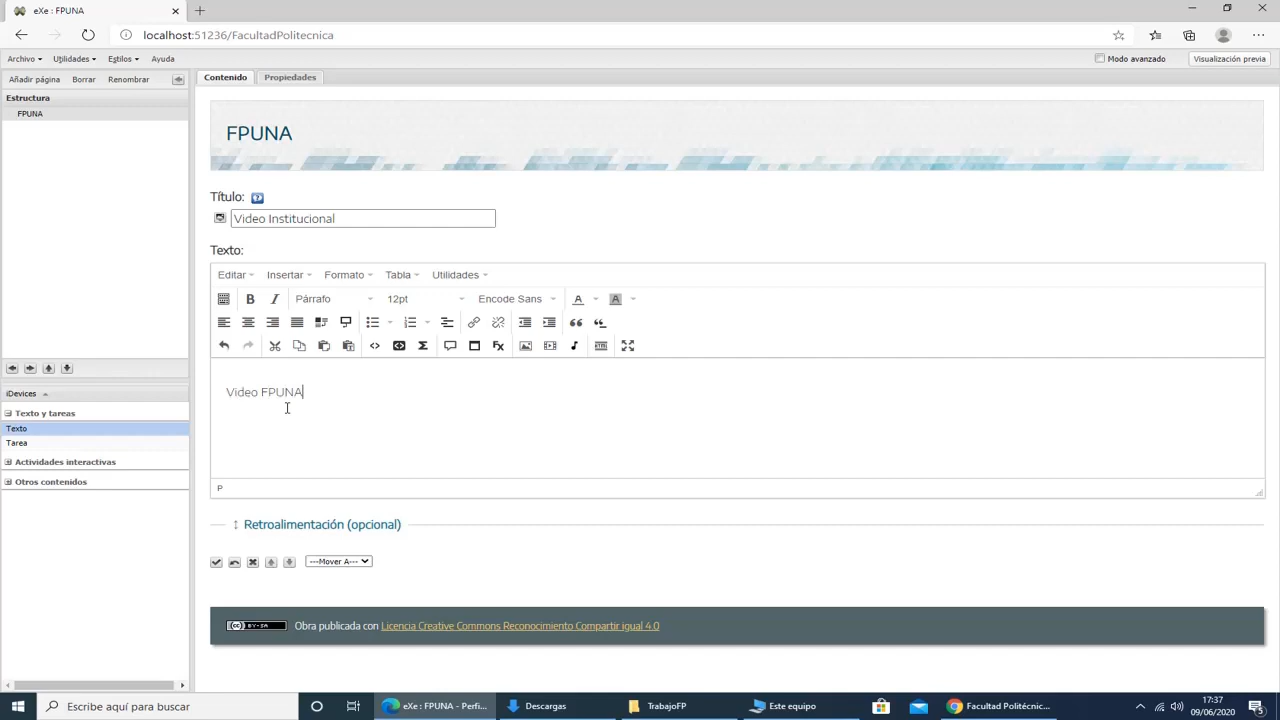 eXe : FPUNA
localhost:51236/FacultadPolitecnica
Archivo Utilidades Estilos Ayuda
Modo avanzado
Visualización previa
Añadir página Borrar Renombrar
Contenido Propiedades
Estructura
FPUNA
FPUNA
Título:
Video Institucional
Texto:
Editar Insertar Formato Tabla Utilidades
B I Párrafo 12pt Encode Sans A A
Video FPUNA
iDevices
Texto y tareas
Texto
Tarea
Actividades interactivas
Otros contenidos
P
Retroalimentación (opcional)
---Mover A---
BY-SA Obra publicada con Licencia Creative Commons Reconocimiento Compartir igual 4.0
Escribe aquí para buscar
eXe : FPUNA - Perfi...
Descargas
TrabajoFP
Este equipo
Facultad Politécnic...
17:37
09/06/2020